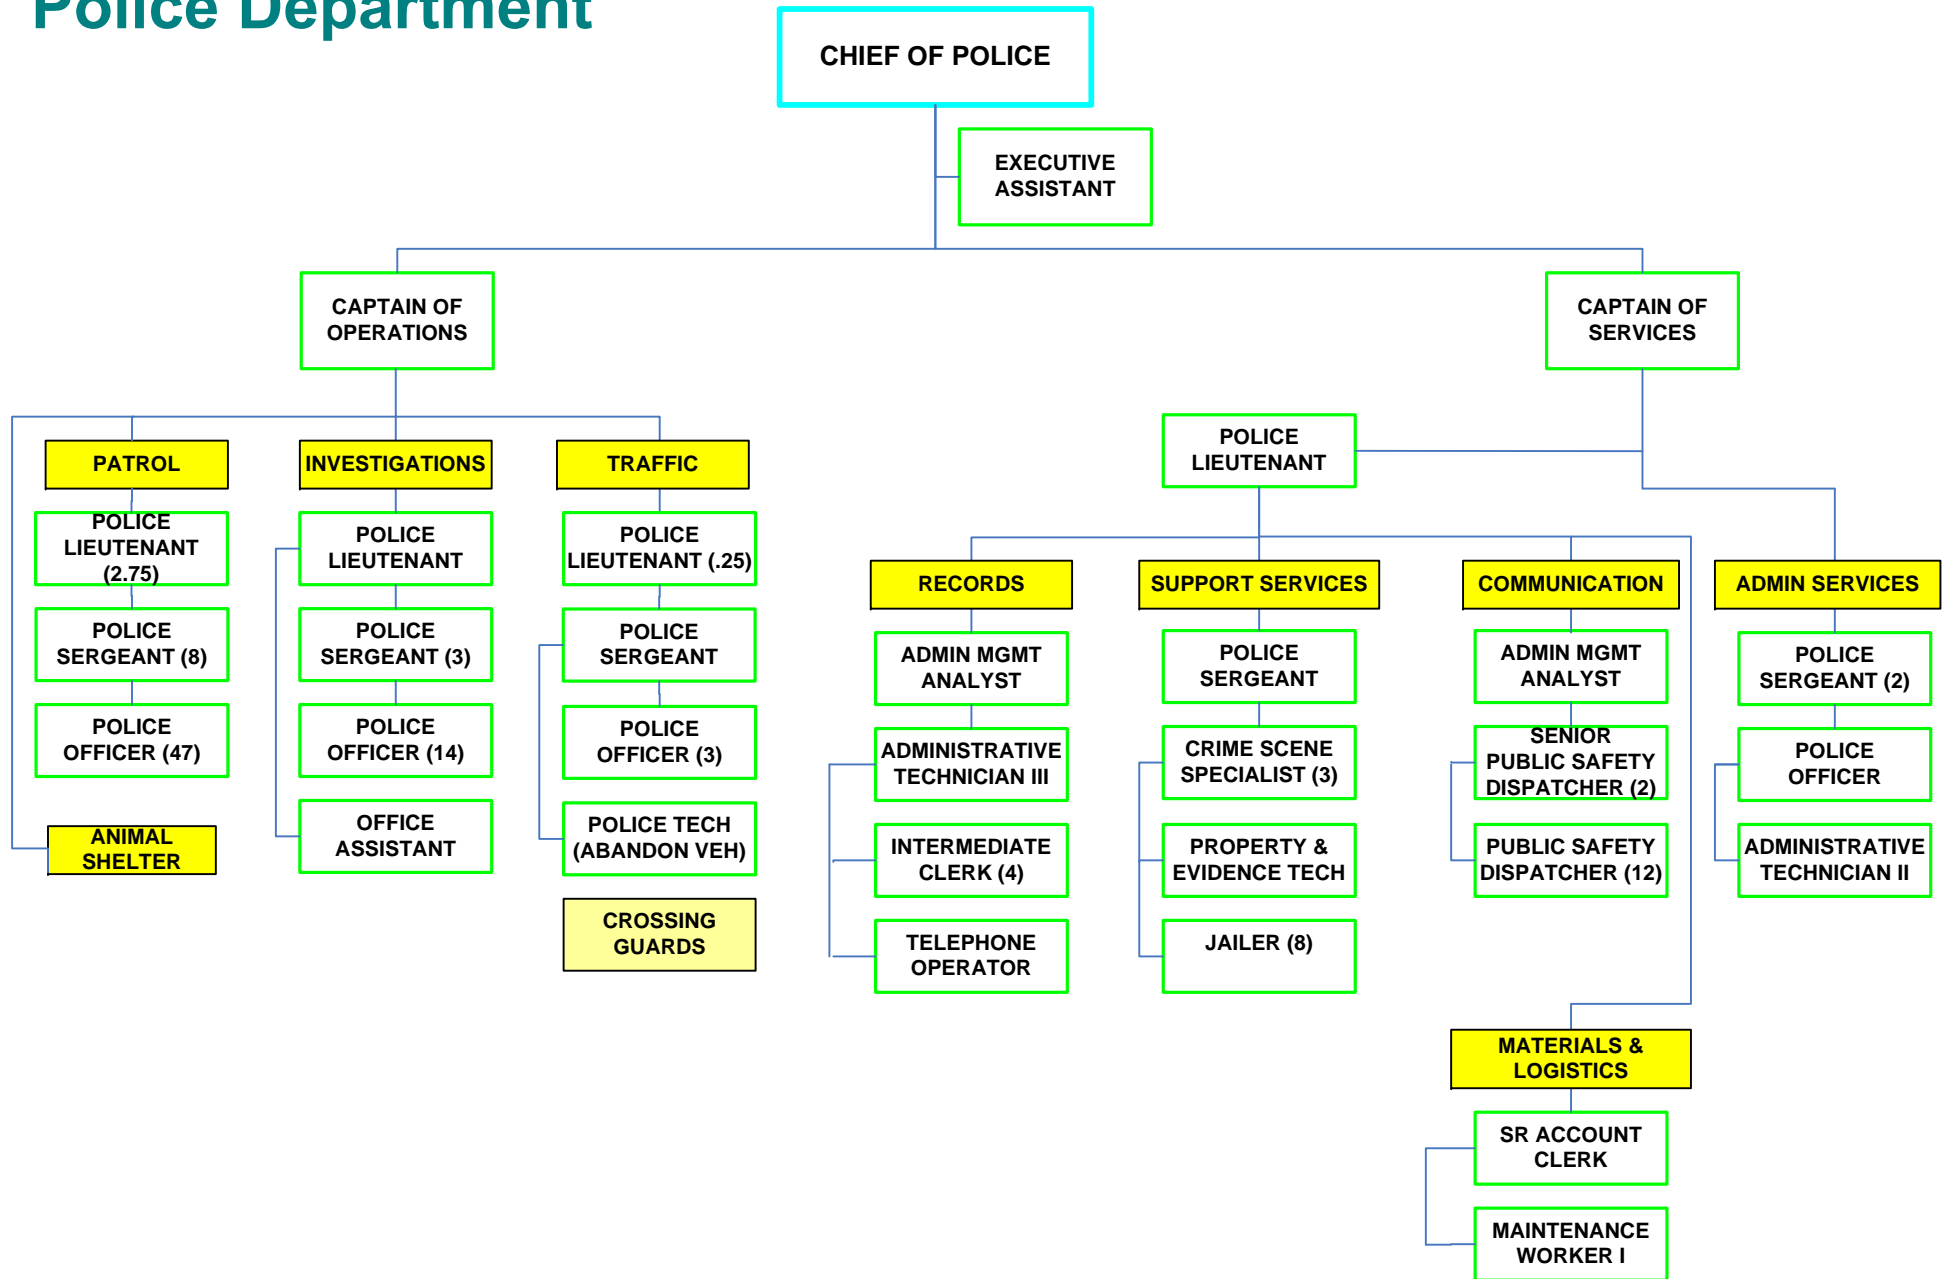 Police Department
CHIEF OF POLICE
EXECUTIVE
ASSISTANT
CAPTAIN OF
OPERATIONS
CAPTAIN OF
SERVICES
PATROL
POLICE
LIEUTENANT
(2.75)
POLICE
SERGEANT (8)
POLICE
OFFICER (47)
ANIMAL
SHELTER
INVESTIGATIONS
POLICE
LIEUTENANT
POLICE
SERGEANT (3)
POLICE
OFFICER (14)
OFFICE
ASSISTANT
TRAFFIC
POLICE
LIEUTENANT (.25)
POLICE
SERGEANT
POLICE
OFFICER (3)
POLICE TECH
(ABANDON VEH)
CROSSING
GUARDS
POLICE
LIEUTENANT
RECORDS
ADMIN MGMT
ANALYST
ADMINISTRATIVE
TECHNICIAN III
INTERMEDIATE
CLERK (4)
TELEPHONE
OPERATOR
SUPPORT SERVICES
POLICE
SERGEANT
CRIME SCENE
SPECIALIST (3)
PROPERTY &
EVIDENCE TECH
JAILER (8)
COMMUNICATION
ADMIN MGMT
ANALYST
SENIOR
PUBLIC SAFETY
DISPATCHER (2)
PUBLIC SAFETY
DISPATCHER (12)
ADMIN SERVICES
POLICE
SERGEANT (2)
POLICE
OFFICER
ADMINISTRATIVE
TECHNICIAN II
MATERIALS &
LOGISTICS
SR ACCOUNT
CLERK
MAINTENANCE
WORKER I